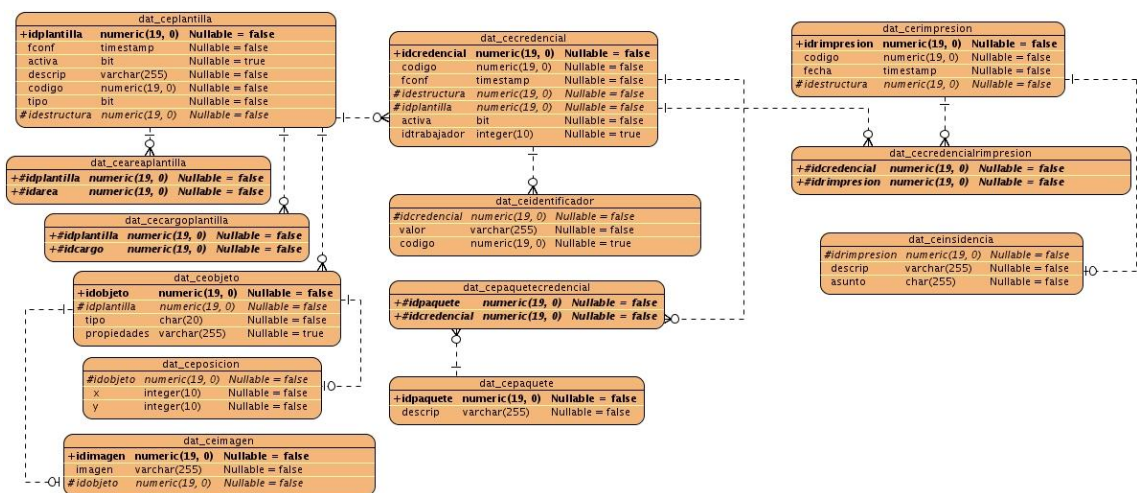 dat_ceplantilla
+idplantilla numeric(19, 0) Nullable = false
fconf timestamp Nullable = false
activa bit Nullable = true
descrip varchar(255) Nullable = false
codigo numeric(19, 0) Nullable = false
tipo bit Nullable = false
#idestructura numeric(19, 0) Nullable = false
dat_cecredencial
+idcredencial numeric(19, 0) Nullable = false
codigo numeric(19, 0) Nullable = false
fconf timestamp Nullable = false
#idestructura numeric(19, 0) Nullable = false
#idplantilla numeric(19, 0) Nullable = false
activa bit Nullable = false
idtrabajador integer(10) Nullable = true
dat_cerimpresion
+idrimpresion numeric(19, 0) Nullable = false
codigo numeric(19, 0) Nullable = false
fecha timestamp Nullable = false
#idestructura numeric(19, 0) Nullable = false
dat_ceareaplantilla
+#idplantilla numeric(19, 0) Nullable = false
+#idarea numeric(19, 0) Nullable = false
dat_cecredencialrimpresion
+#idcredencial numeric(19, 0) Nullable = false
+#idrimpresion numeric(19, 0) Nullable = false
dat_cecargoplantilla
+#idplantilla numeric(19, 0) Nullable = false
+#idcargo numeric(19, 0) Nullable = false
dat_ceidentificador
#idcredencial numeric(19, 0) Nullable = false
valor varchar(255) Nullable = false
codigo numeric(19, 0) Nullable = true
dat_ceinsidencia
#idrimpresion numeric(19, 0) Nullable = false
descrip varchar(255) Nullable = false
asunto char(255) Nullable = false
dat_ceobjeto
+idobjeto numeric(19, 0) Nullable = false
#idplantilla numeric(19, 0) Nullable = false
tipo char(20) Nullable = false
propiedades varchar(255) Nullable = true
dat_cepaquetecredencial
+#idpaquete numeric(19, 0) Nullable = false
+#idcredencial numeric(19, 0) Nullable = false
dat_ceposicion
#idobjeto numeric(19, 0) Nullable = false
x integer(10) Nullable = false
y integer(10) Nullable = false
dat_cepaquete
+idpaquete numeric(19, 0) Nullable = false
descrip varchar(255) Nullable = false
dat_ceimagen
+idimagen numeric(19, 0) Nullable = false
imagen varchar(255) Nullable = false
#idobjeto numeric(19, 0) Nullable = false